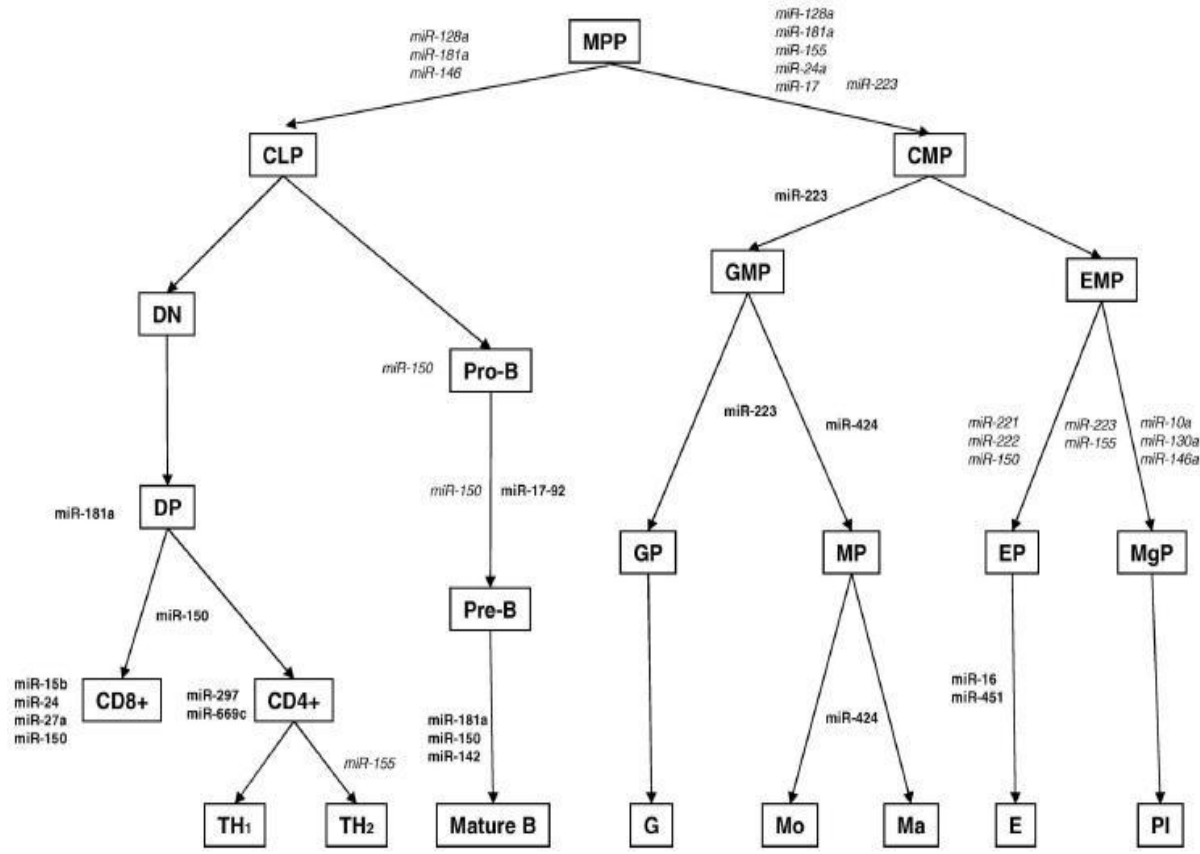 miR-128a
miR-181a
miR-146
MPP
miR-128a
miR-181a
miR-155
miR-24a
miR-17 miR-223
CLP
CMP
miR-223
GMP
EMP
DN
miR-150
Pro-B
miR-223
miR-424
miR-221
miR-222
miR-150
miR-223
miR-155
miR-10a
miR-130a
miR-146a
miR-181a
DP
miR-150
miR-17-92
GP
MP
EP
MgP
miR-150
Pre-B
miR-15b
miR-24
miR-27a
miR-150
CD8+
miR-297
miR-669c
CD4+
miR-16
miR-451
miR-181a
miR-150
miR-142
miR-424
miR-155
TH1
TH2
Mature B
G
Mo
Ma
E
Pl